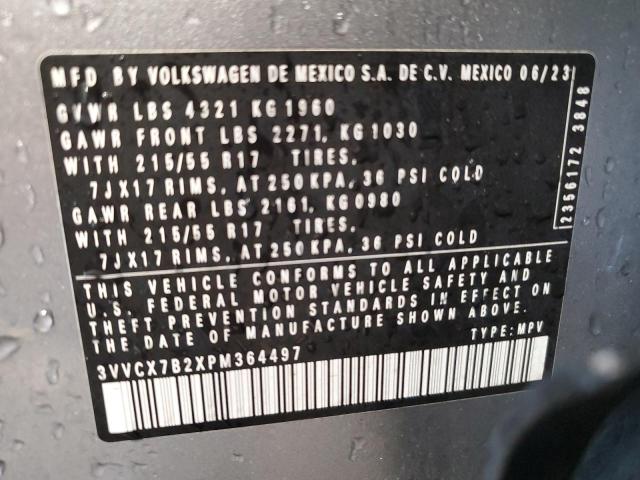 MFD BY VOLKSWAGEN DE MEXICO S.A. DE C.V. MEXICO 06/23
GVWR LBS 4321 KG 1960
GAWR FRONT LBS 2271, KG 1030
WITH 215/55 R17 TIRES.
7JX17 RIMS, AT 250 KPA, 36 PSI COLD
GAWR REAR LBS 2161, KG 0980
WITH 215/55 R17 TIRES.
7JX17 RIMS, AT 250 KPA, 36 PSI COLD
THIS VEHICLE CONFORMS TO ALL APPLICABLE
U.S. FEDERAL MOTOR VEHICLE SAFETY AND
THEFT PREVENTION STANDARDS IN EFFECT ON
THE DATE OF MANUFACTURE SHOWN ABOVE.
3VVCX7B2XPM364497 TYPE: MPV
2356172 3848